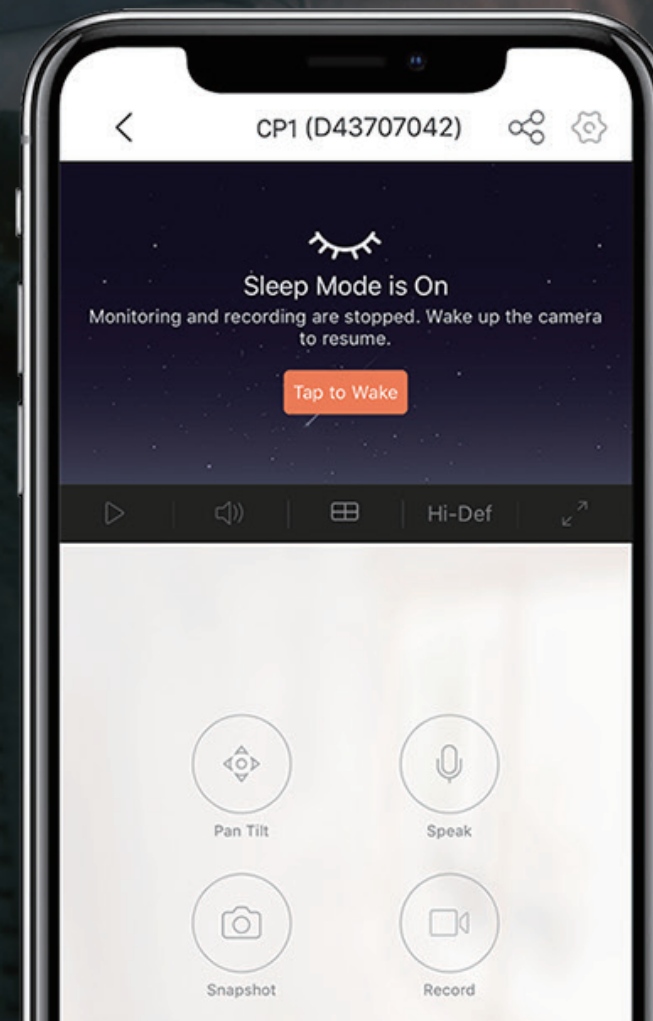 CP1 (D43707042)
Sleep Mode is On
Monitoring and recording are stopped. Wake up the camera
to resume.
Tap to Wake
Hi-Def
Pan Tilt
Speak
Snapshot
Record